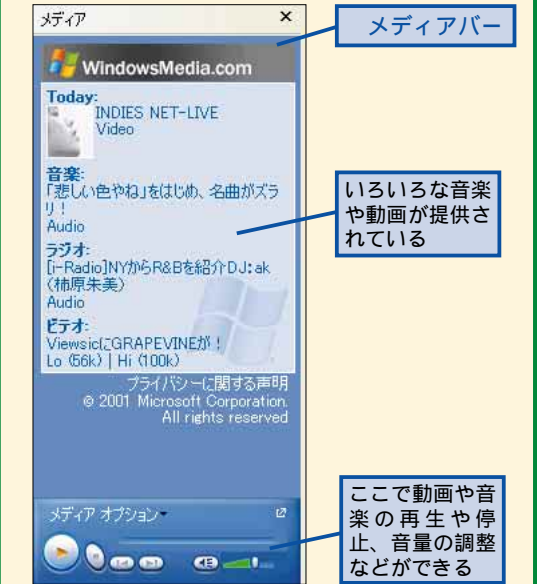 メディア
メディアバー
WindowsMedia.com
Today:
INDIES NET-LIVE
Video
音楽:
「悲しい色やね」をはじめ、名曲がズラ
リ！
Audio
いろいろな音楽
や動画が提供さ
れている
ラジオ:
[i-Radio]NYからR&Bを紹介DJ:ak
(柿原朱美)
Audio
ビデオ:
ViewsicにGRAPEVINEが！
Lo (56k) | Hi (100k)
プライバシーに関する声明
© 2001 Microsoft Corporation.
All rights reserved
メディア オプション
ここで動画や音
楽の再生や停
止、音量の調整
などができる